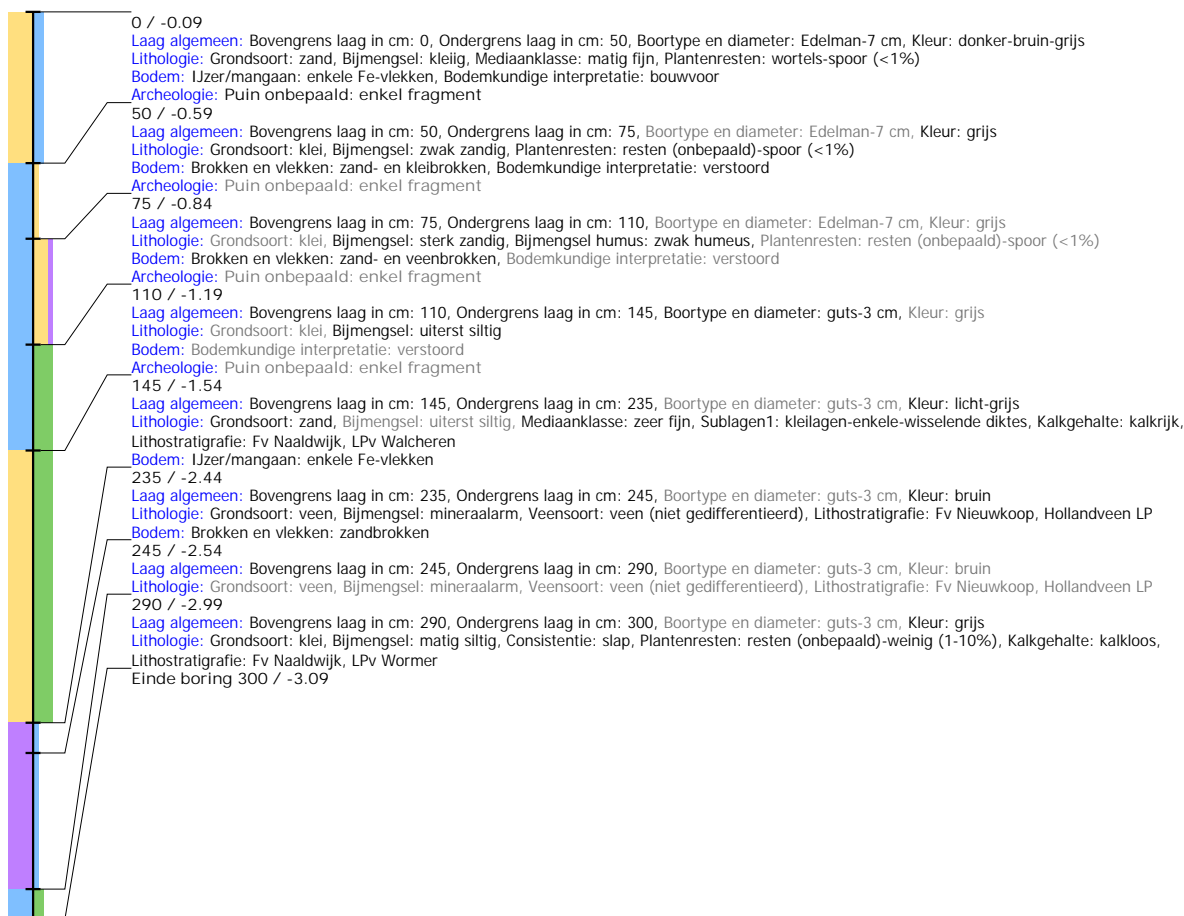 0 / -0.09
Laag algemeen: Bovengrens laag in cm: 0, Ondergrens laag in cm: 50, Boortype en diameter: Edelman-7 cm, Kleur: donker-bruin-grijs
Lithologie: Grondsoort: zand, Bijmengsel: kleiig, Mediaanklasse: matig fijn, Plantenresten: wortels-spoor (<1%)
Bodem: IJzer/mangaan: enkele Fe-vlekken, Bodemkundige interpretatie: bouwvoor
Archeologie: Puin onbepaald: enkel fragment
50 / -0.59
Laag algemeen: Bovengrens laag in cm: 50, Ondergrens laag in cm: 75, Boortype en diameter: Edelman-7 cm, Kleur: grijs
Lithologie: Grondsoort: klei, Bijmengsel: zwak zandig, Plantenresten: resten (onbepaald)-spoor (<1%)
Bodem: Brokken en vlekken: zand- en kleibrokken, Bodemkundige interpretatie: verstoord
Archeologie: Puin onbepaald: enkel fragment
75 / -0.84
Laag algemeen: Bovengrens laag in cm: 75, Ondergrens laag in cm: 110, Boortype en diameter: Edelman-7 cm, Kleur: grijs
Lithologie: Grondsoort: klei, Bijmengsel: sterk zandig, Bijmengsel humus: zwak humeus, Plantenresten: resten (onbepaald)-spoor (<1%)
Bodem: Brokken en vlekken: zand- en veenbrokken, Bodemkundige interpretatie: verstoord
Archeologie: Puin onbepaald: enkel fragment
110 / -1.19
Laag algemeen: Bovengrens laag in cm: 110, Ondergrens laag in cm: 145, Boortype en diameter: guts-3 cm, Kleur: grijs
Lithologie: Grondsoort: klei, Bijmengsel: uiterst siltig
Bodem: Bodemkundige interpretatie: verstoord
Archeologie: Puin onbepaald: enkel fragment
145 / -1.54
Laag algemeen: Bovengrens laag in cm: 145, Ondergrens laag in cm: 235, Boortype en diameter: guts-3 cm, Kleur: licht-grijs
Lithologie: Grondsoort: zand, Bijmengsel: uiterst siltig, Mediaanklasse: zeer fijn, Sublagen1: kleilagen-enkele-wisselende diktes, Kalkgehalte: kalkrijk,
Lithostratigrafie: Fv Naaldwijk, LPv Walcheren
Bodem: IJzer/mangaan: enkele Fe-vlekken
235 / -2.44
Laag algemeen: Bovengrens laag in cm: 235, Ondergrens laag in cm: 245, Boortype en diameter: guts-3 cm, Kleur: bruin
Lithologie: Grondsoort: veen, Bijmengsel: mineraalarm, Veensoort: veen (niet gedifferentieerd), Lithostratigrafie: Fv Nieuwkoop, Hollandveen LP
Bodem: Brokken en vlekken: zandbrokken
245 / -2.54
Laag algemeen: Bovengrens laag in cm: 245, Ondergrens laag in cm: 290, Boortype en diameter: guts-3 cm, Kleur: bruin
Lithologie: Grondsoort: veen, Bijmengsel: mineraalarm, Veensoort: veen (niet gedifferentieerd), Lithostratigrafie: Fv Nieuwkoop, Hollandveen LP
290 / -2.99
Laag algemeen: Bovengrens laag in cm: 290, Ondergrens laag in cm: 300, Boortype en diameter: guts-3 cm, Kleur: grijs
Lithologie: Grondsoort: klei, Bijmengsel: matig siltig, Consistentie: slap, Plantenresten: resten (onbepaald)-weinig (1-10%), Kalkgehalte: kalkloos,
Lithostratigrafie: Fv Naaldwijk, LPv Wormer
Einde boring 300 / -3.09